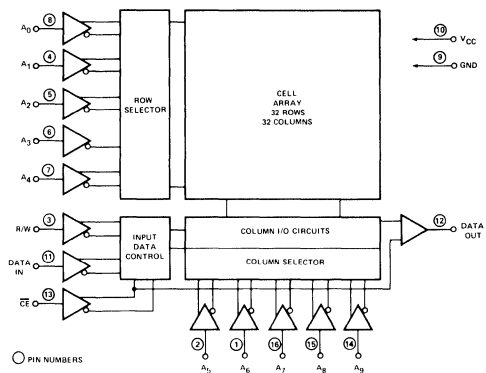 A0 8
A1 4
A2 5
A3 6
A4 7
ROW
SELECTOR
CELL
ARRAY
32 ROWS
32 COLUMNS
10 VCC
9 GND
R/W 3
DATA
IN 11
CE 13
INPUT
DATA
CONTROL
COLUMN I/O CIRCUITS
COLUMN SELECTOR
12 DATA
OUT
2 1 16 15 14
A5 A6 A7 A8 A9
PIN NUMBERS